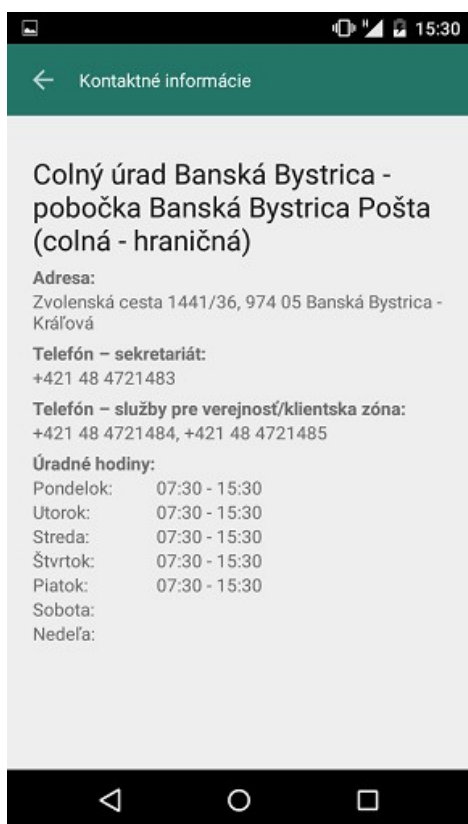 H 15:30
Kontaktné informácie
Colný úrad Banská Bystrica -
pobočka Banská Bystrica Pošta
(colná - hraničná)
Adresa:
Zvolenská cesta 1441/36, 974 05 Banská Bystrica -
Kráľová
Telefón – sekretariát:
+421 48 4721483
Telefón – služby pre verejnosť/klientska zóna:
+421 48 4721484, +421 48 4721485
Úradné hodiny:
Pondelok: 07:30 - 15:30
Utorok: 07:30 - 15:30
Streda: 07:30 - 15:30
Štvrtok: 07:30 - 15:30
Piatok: 07:30 - 15:30
Sobota:
Nedeľa: